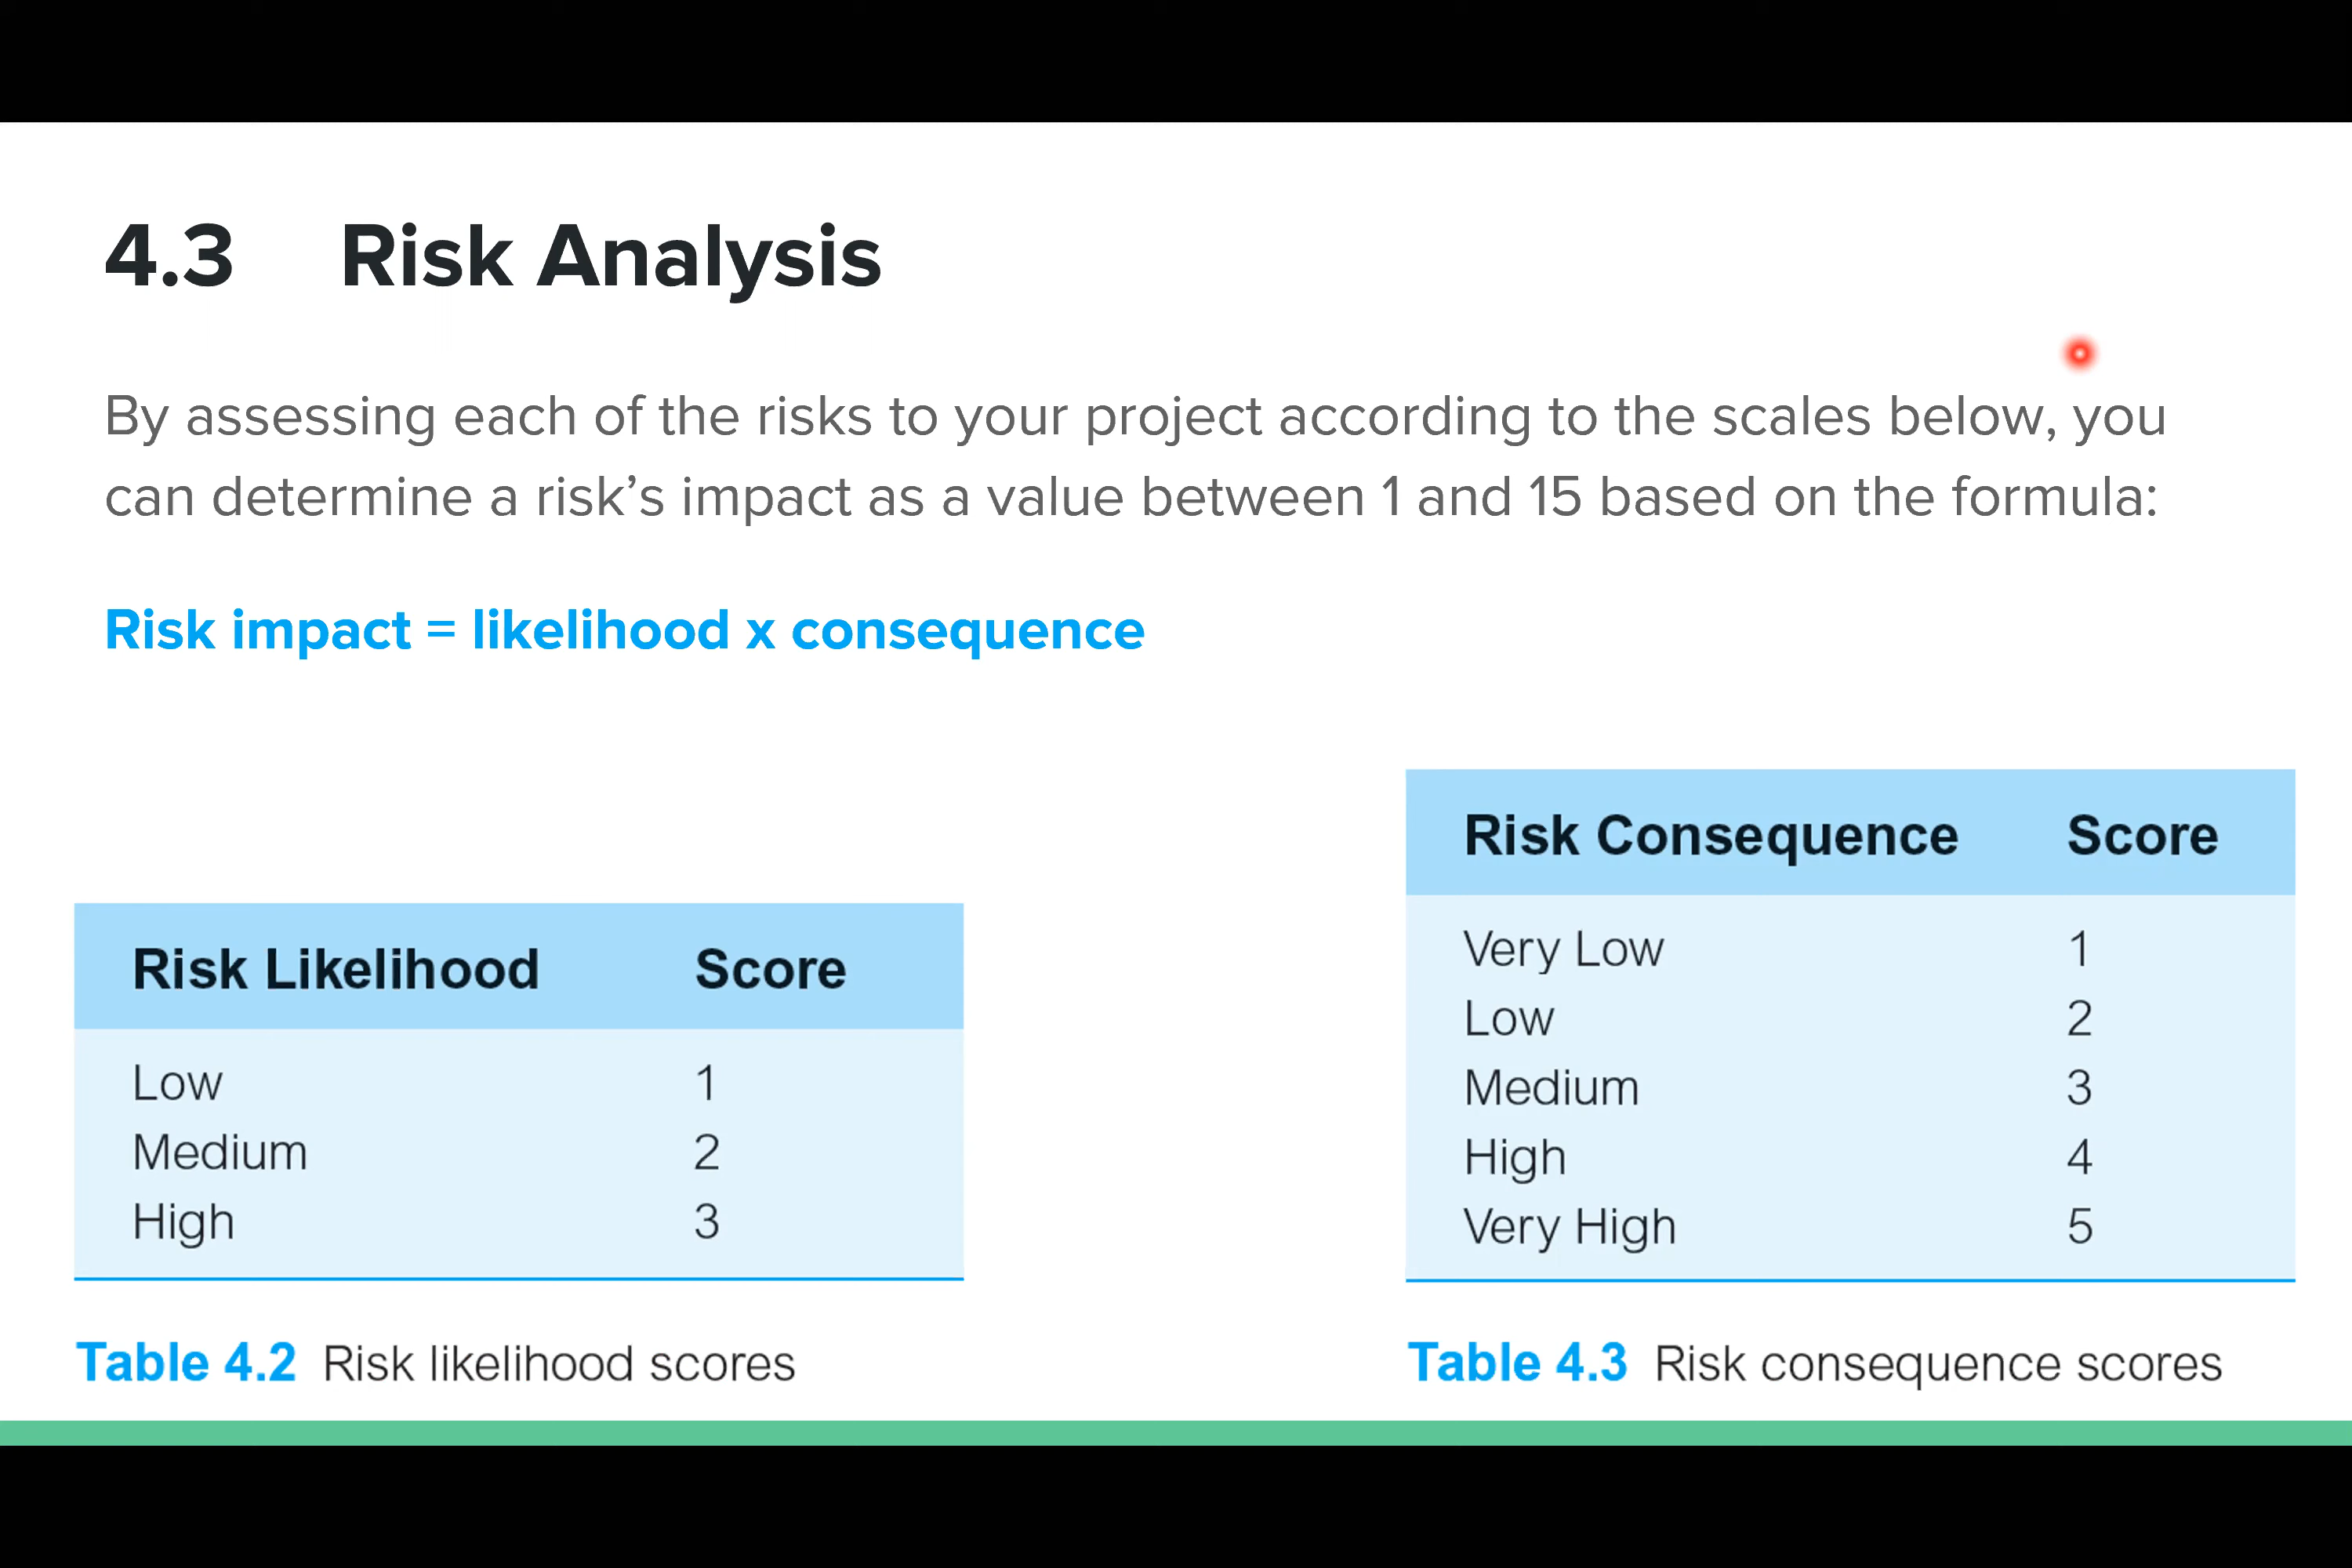 4.3 Risk Analysis
By assessing each of the risks to your project according to the scales below, you
can determine a risk’s impact as a value between 1 and 15 based on the formula:
Risk impact = likelihood x consequence
Risk Likelihood Score
Low 1
Medium 2
High 3
Table 4.2 Risk likelihood scores
Risk Consequence Score
Very Low 1
Low 2
Medium 3
High 4
Very High 5
Table 4.3 Risk consequence scores